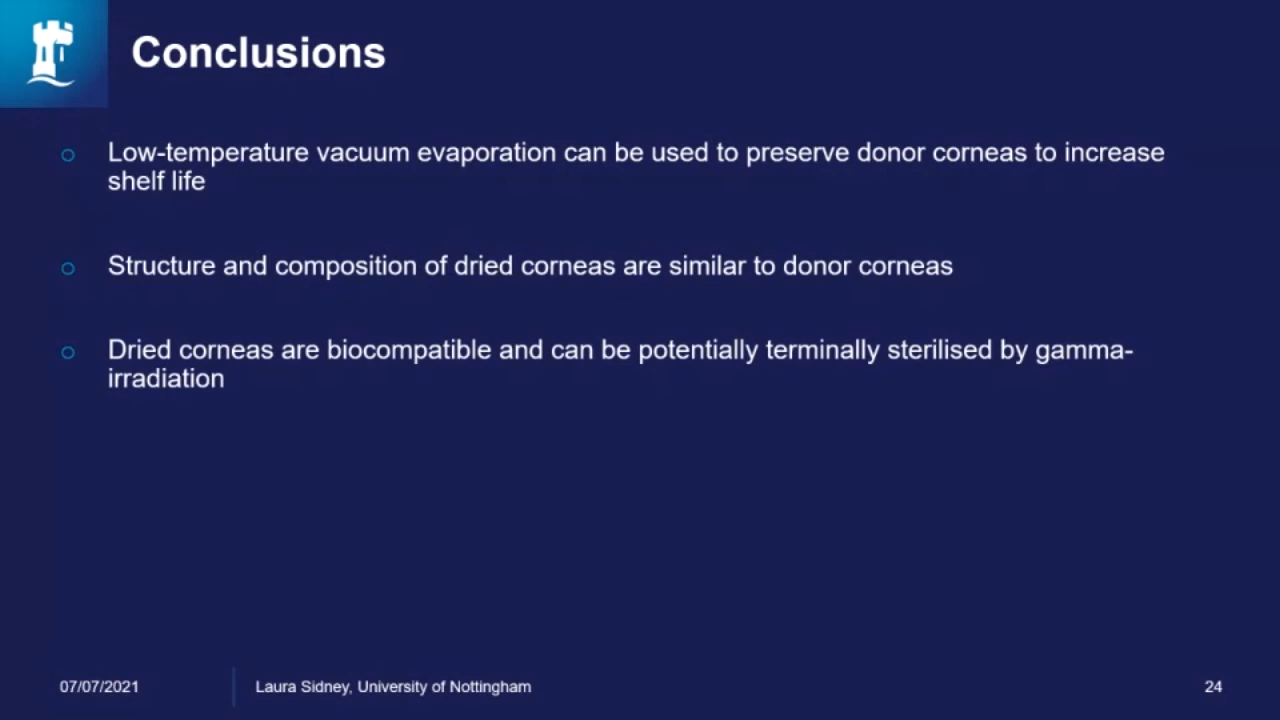 Conclusions
Low-temperature vacuum evaporation can be used to preserve donor corneas to increase
shelf life
Structure and composition of dried corneas are similar to donor corneas
Dried corneas are biocompatible and can be potentially terminally sterilised by gamma-
irradiation
07/07/2021
Laura Sidney, University of Nottingham
24